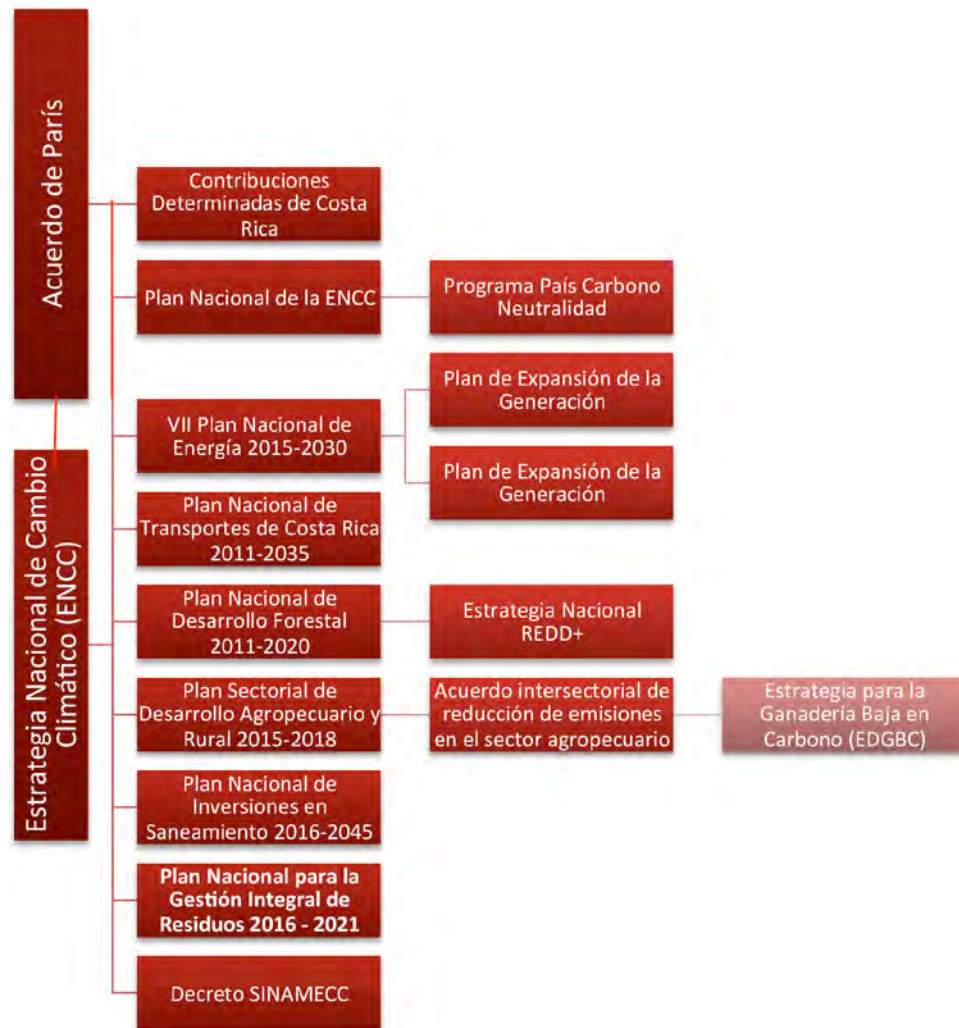 Acuerdo de París
Contribuciones
Determinadas de Costa
Rica
Plan Nacional de la ENCC
Programa País Carbono
Neutralidad
VII Plan Nacional de
Energía 2015-2030
Plan de Expansión de la
Generación
Plan de Expansión de la
Generación
Estrategia Nacional de Cambio
Climático (ENCC)
Plan Nacional de
Transportes de Costa Rica
2011-2035
Plan Nacional de
Desarrollo Forestal
2011-2020
Estrategia Nacional
REDD+
Plan Sectorial de
Desarrollo Agropecuario y
Rural 2015-2018
Acuerdo intersectorial de
reducción de emisiones
en el sector agropecuario
Estrategia para la
Ganadería Baja en
Carbono (EDGBC)
Plan Nacional de
Inversiones en
Saneamiento 2016-2045
Plan Nacional para la
Gestión Integral de
Residuos 2016 - 2021
Decreto SINAMECC